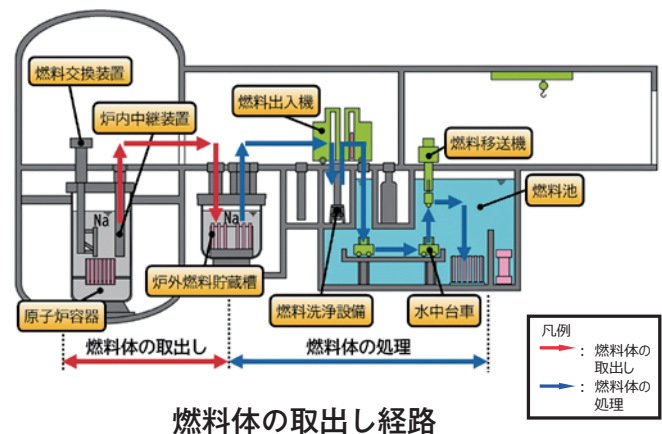 燃料交換装置
炉内中継装置
燃料出入機
燃料移送機
燃料池
Na
Na
原子炉容器
炉外燃料貯蔵槽
燃料洗浄設備
水中台車
燃料体の取出し
燃料体の処理
凡例
： 燃料体の
取出し
： 燃料体の
処理
燃料体の取出し経路